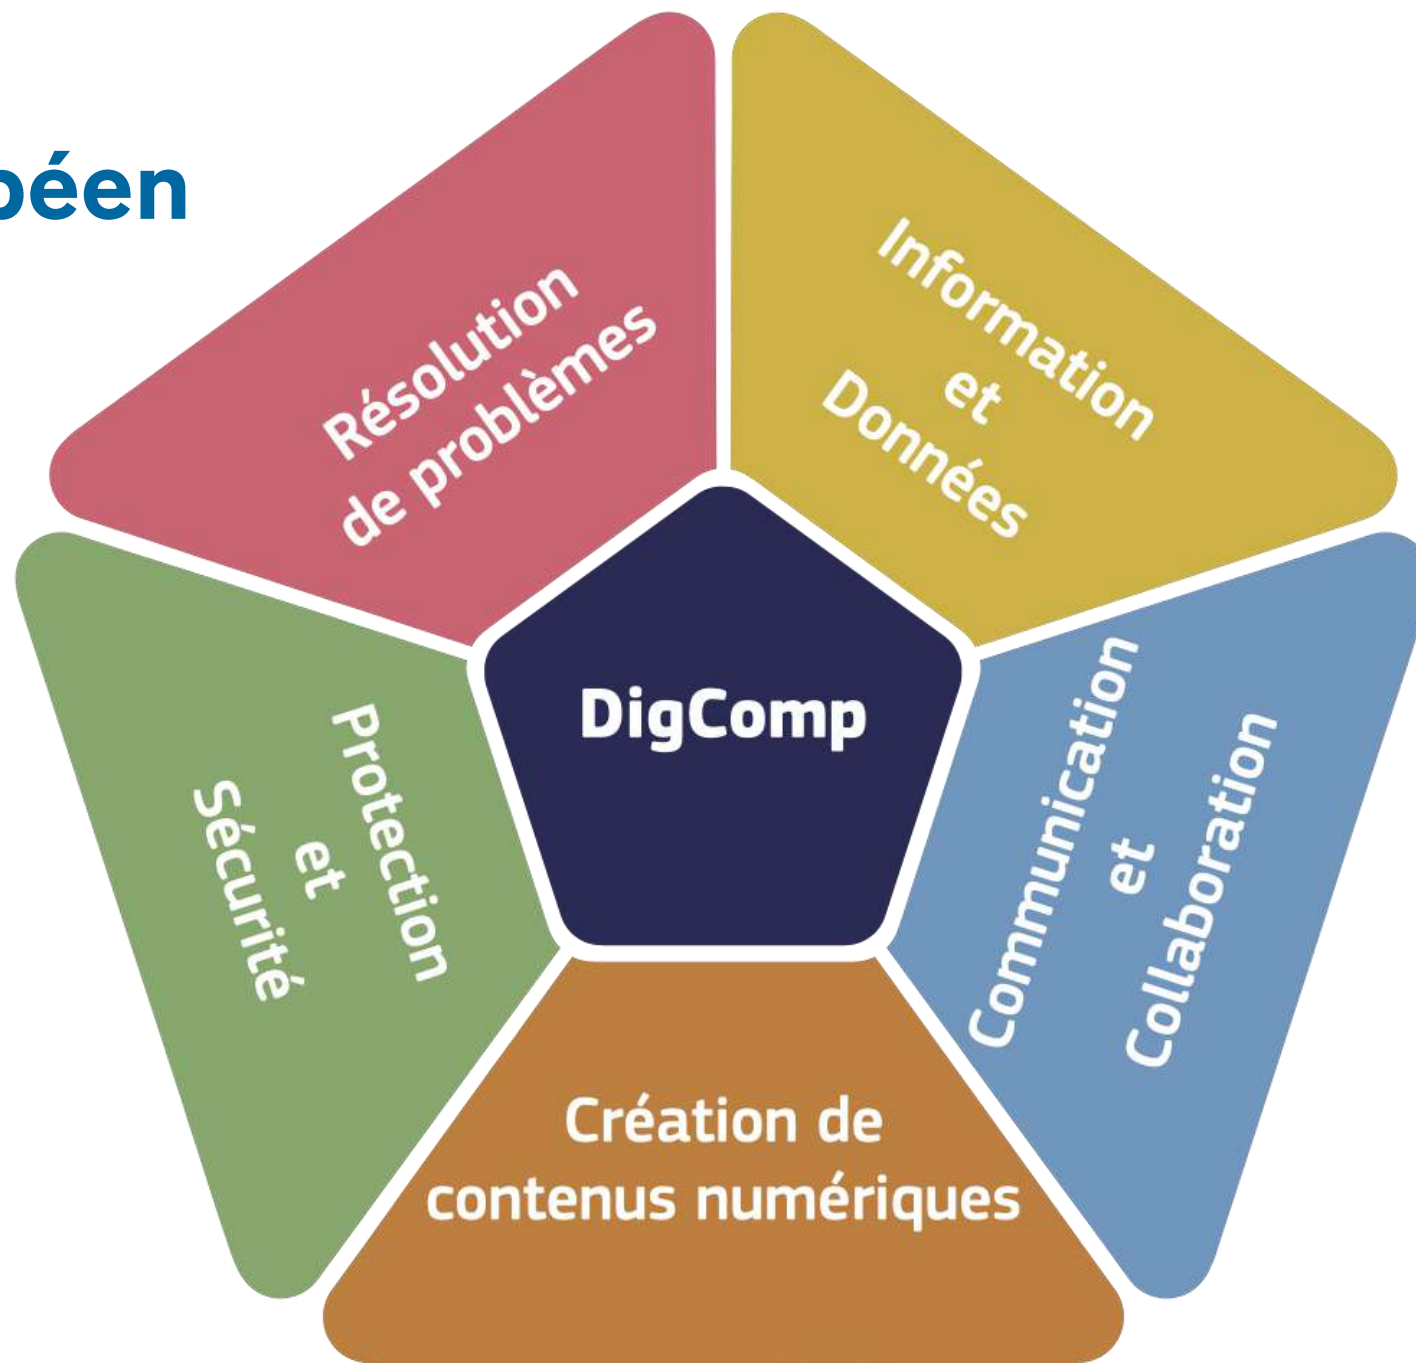 péen
Résolution
de problèmes
Information
et
Données
DigComp
Communication
et
Collaboration
Protection
et
Sécurité
Création de
contenus numériques